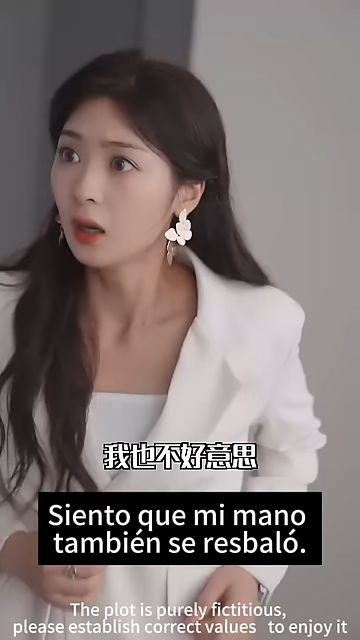 我也不好意思
Siento que mi mano
también se resbaló.
The plot is purely fictitious,
please establish correct values to enjoy it